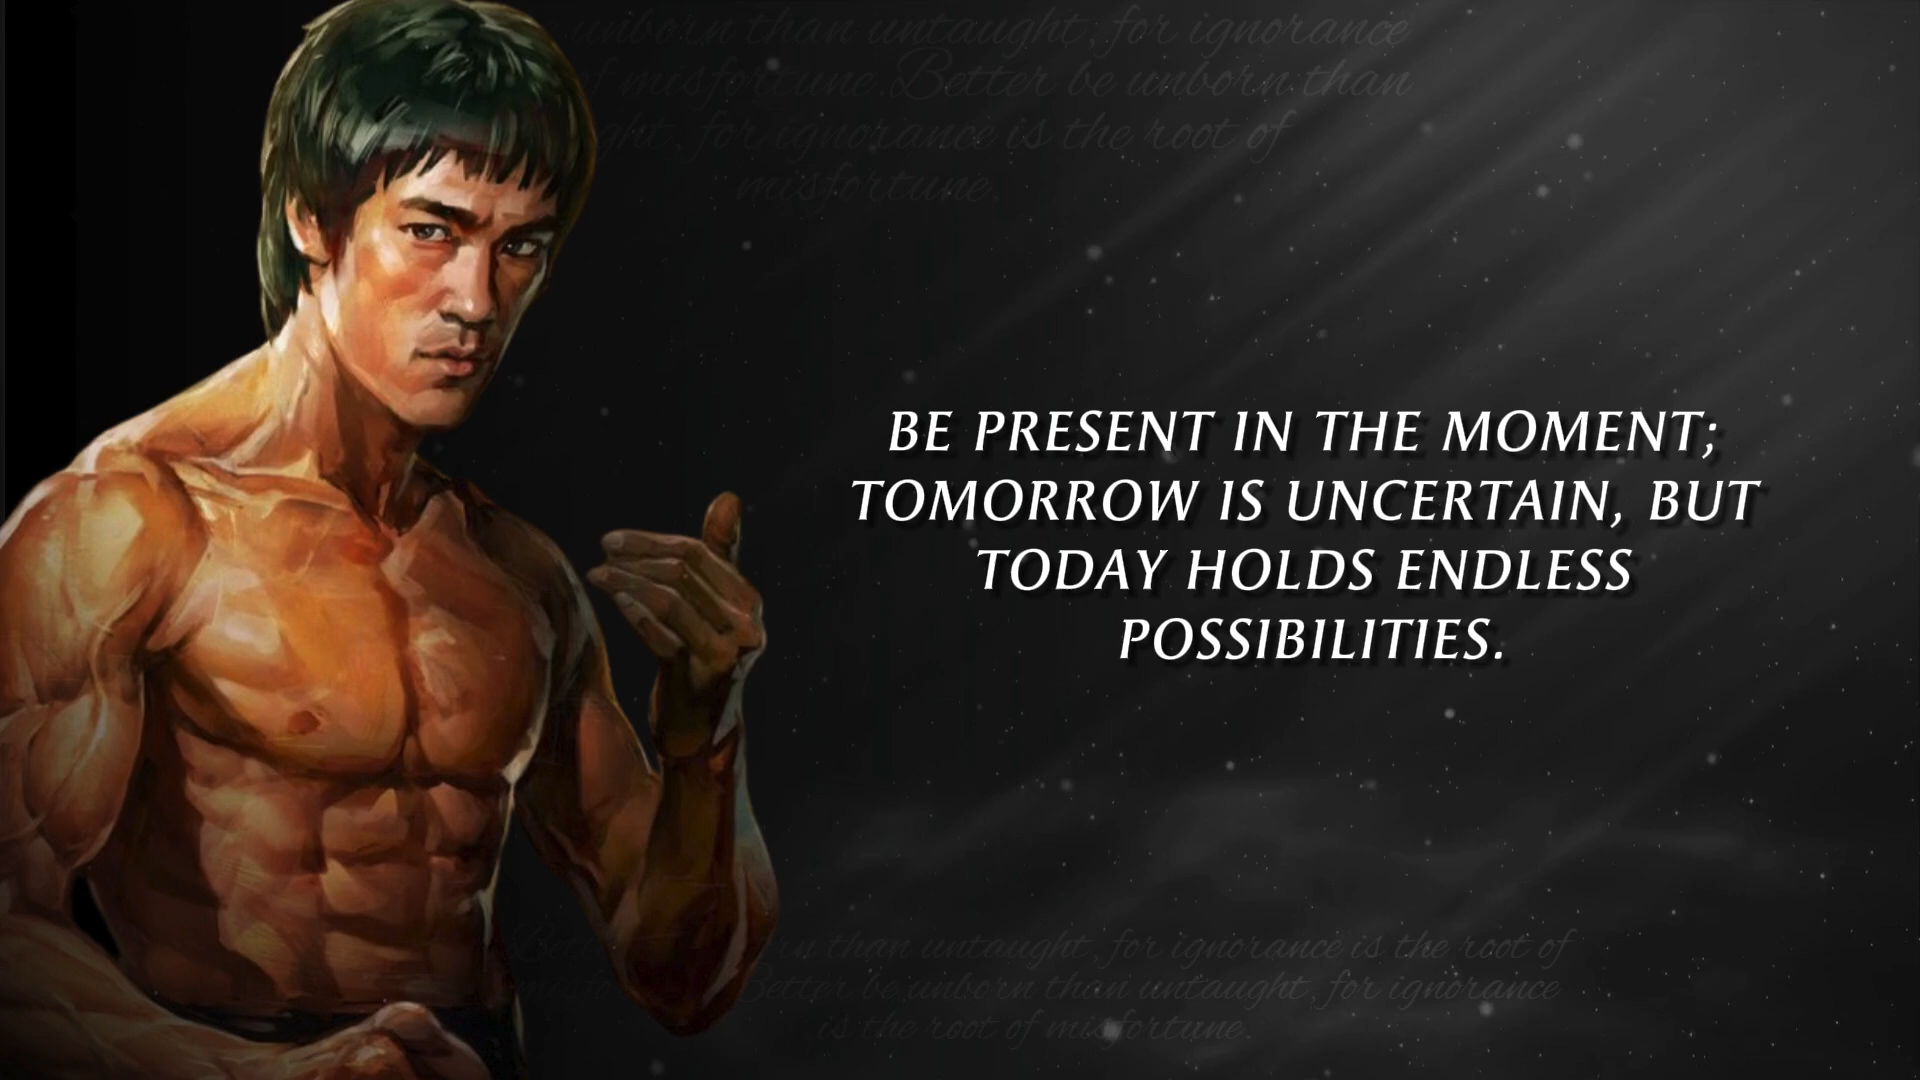 unborn than untaught, for ignorance
misfortune. Better be unborn than
for ignorance is the root of
misfortune.
BE PRESENT IN THE MOMENT;
TOMORROW IS UNCERTAIN, BUT
TODAY HOLDS ENDLESS
POSSIBILITIES.
than untaught, for ignorance is the root of
Better be unborn than untaught, for ignorance
is the root of misfortune.